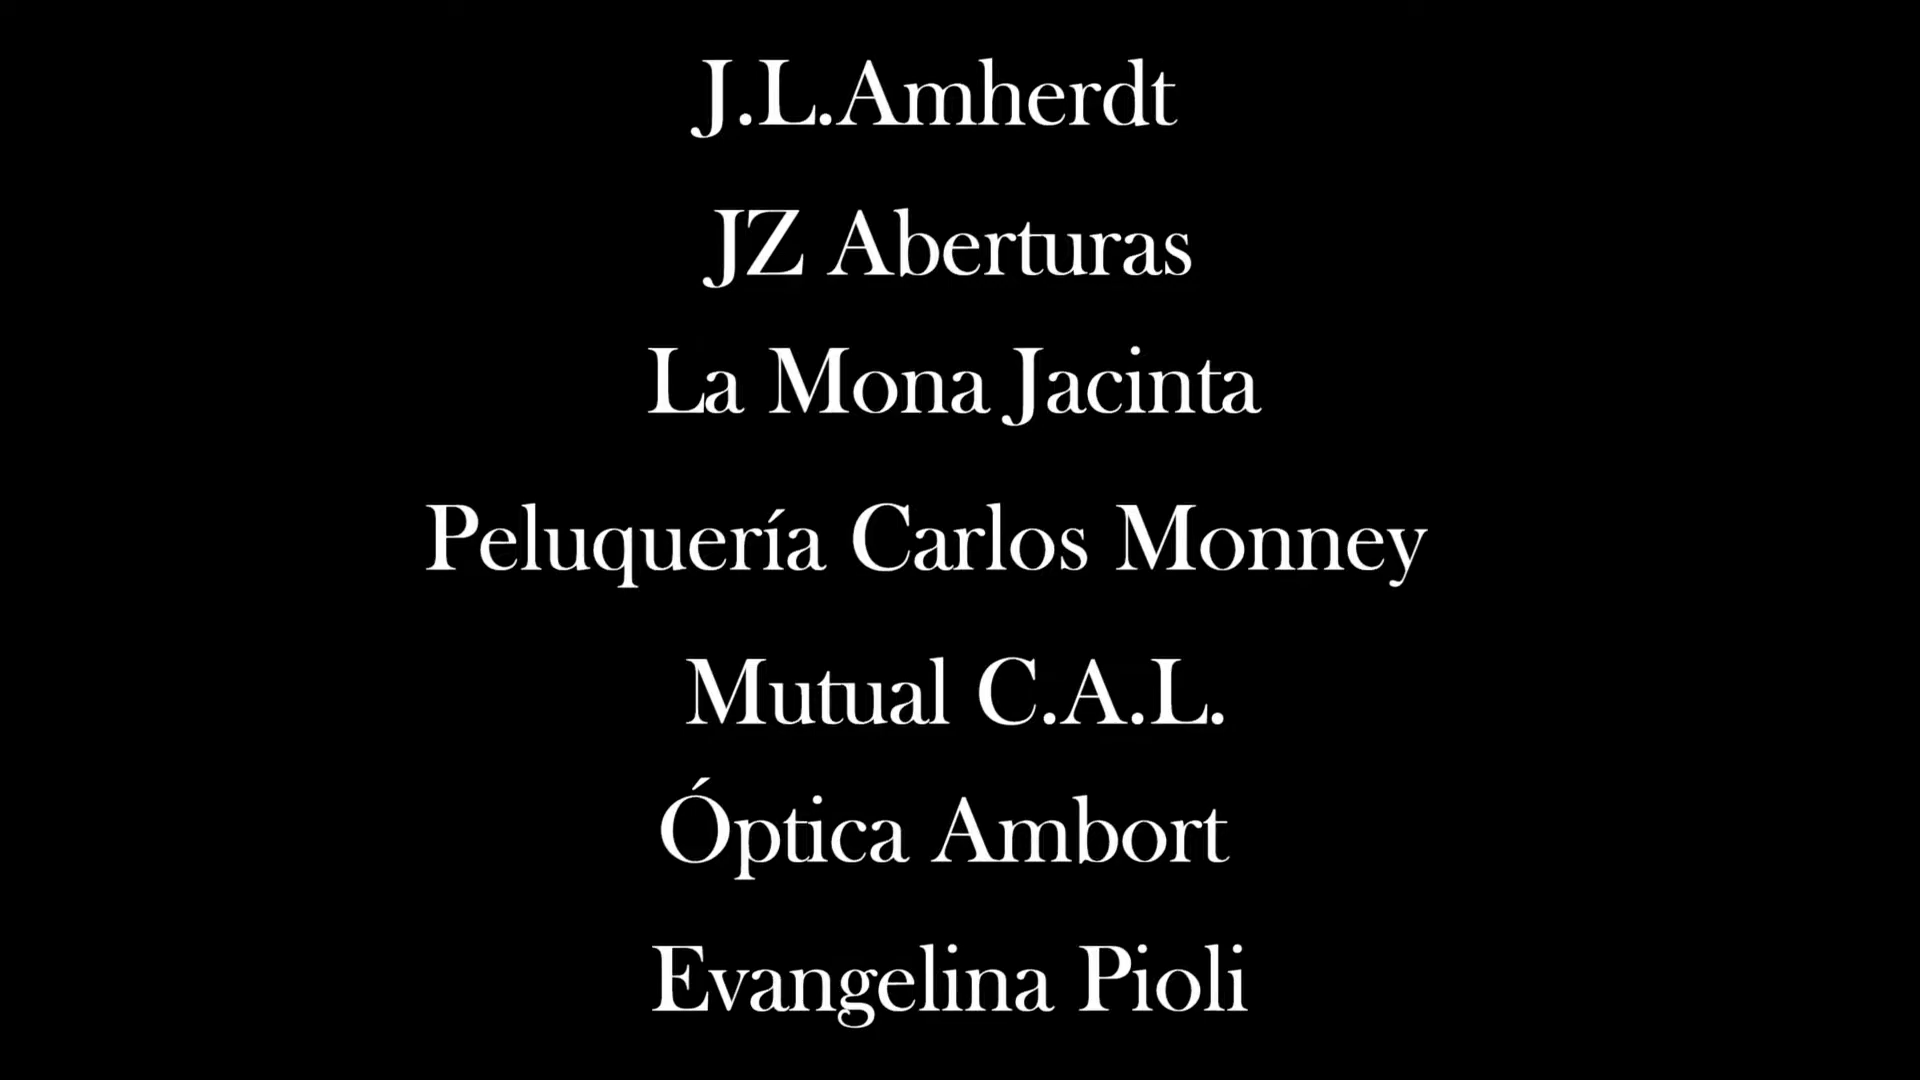 J.L.Amherdt
JZ Aberturas
La Mona Jacinta
Peluquería Carlos Monney
Mutual C.A.L.
Óptica Ambort
Evangelina Pioli